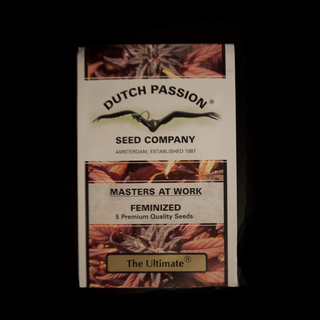 DUTCH PASSION®
SEED COMPANY
AMSTERDAM, ESTABLISHED 1987
MASTERS AT WORK
FEMINIZED
5 Premium Quality Seeds
The Ultimate®